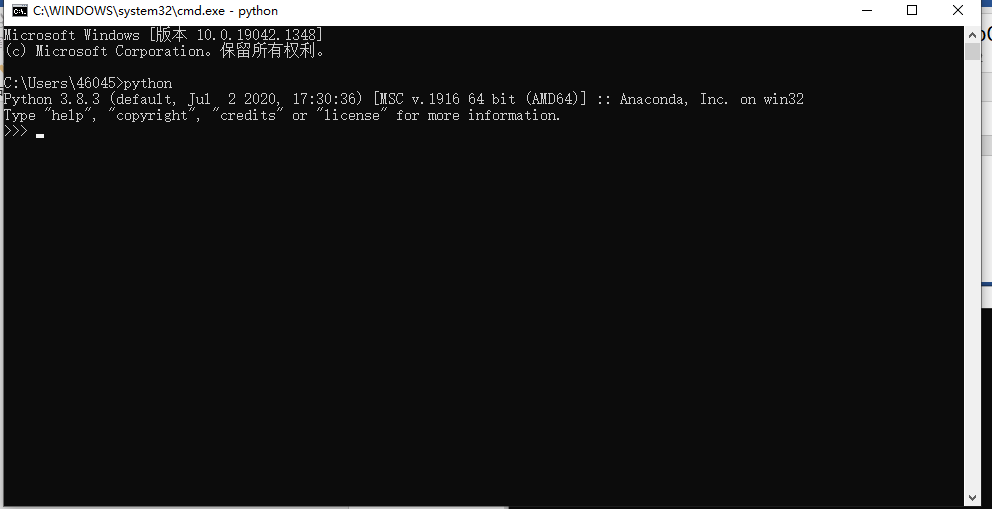 C:\WINDOWS\system32\cmd.exe - python
Microsoft Windows [版本 10.0.19042.1348]
(c) Microsoft Corporation。保留所有权利。
C:\Users\46045>python
Python 3.8.3 (default, Jul  2 2020, 17:30:36) [MSC v.1916 64 bit (AMD64)] :: Anaconda, Inc. on win32
Type "help", "copyright", "credits" or "license" for more information.
>>>